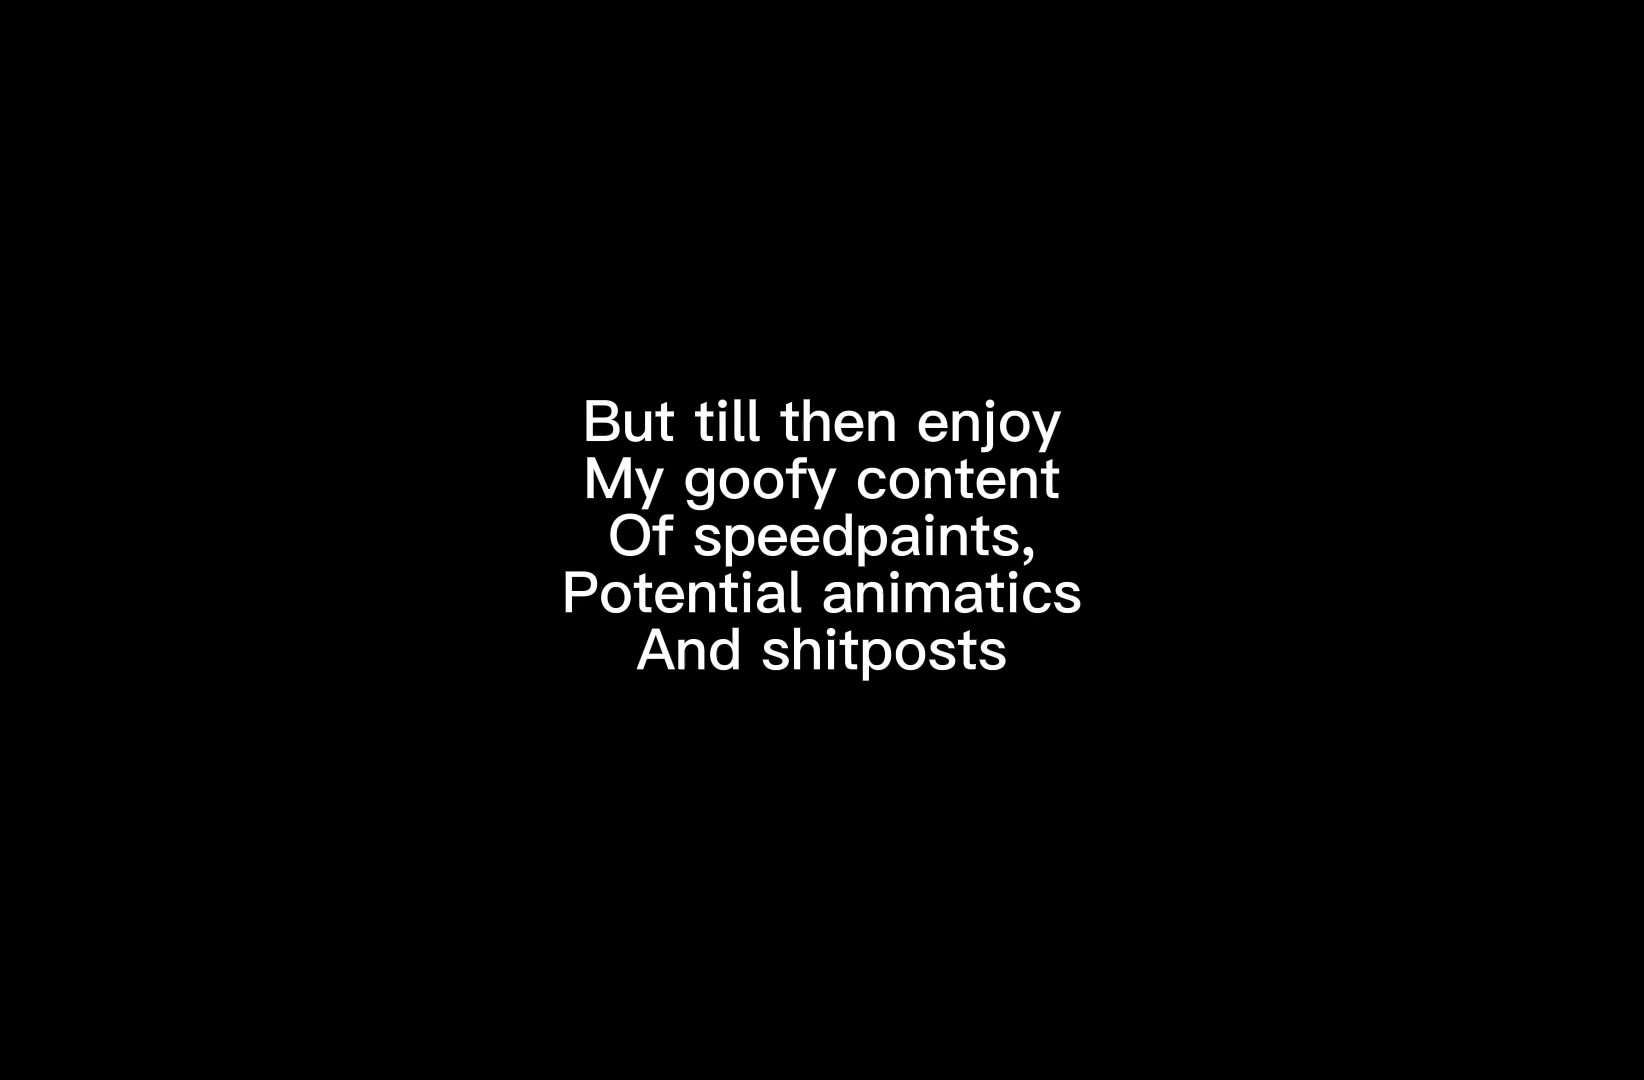 But till then enjoy
My goofy content
Of speedpaints,
Potential animatics
And shitposts